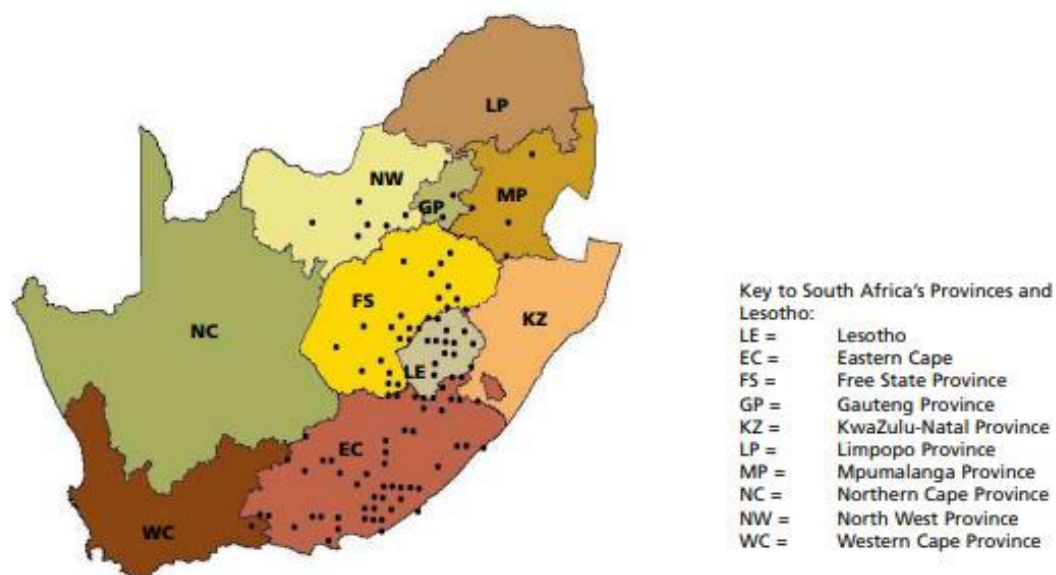 LP
NW
MP
GP
FS
KZ
NC
LE
EC
WC
Key to South Africa's Provinces and
Lesotho:
LE = Lesotho
EC = Eastern Cape
FS = Free State Province
GP = Gauteng Province
KZ = KwaZulu-Natal Province
LP = Limpopo Province
MP = Mpumalanga Province
NC = Northern Cape Province
NW = North West Province
WC = Western Cape Province